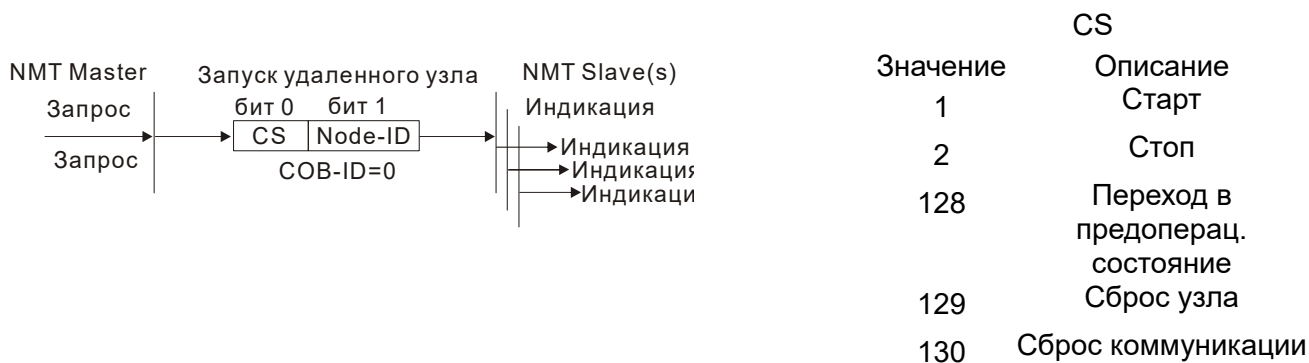 NMT Master
Запуск удаленного узла
NMT Slave(s)
Запрос
бит 0 бит 1
Индикация
CS Node-ID
Запрос
COB-ID=0
Индикация
Индикация
Индикаци
CS
Значение Описание
1 Старт
2 Стоп
128 Переход в
предоперац.
состояние
129 Сброс узла
130 Сброс коммуникации